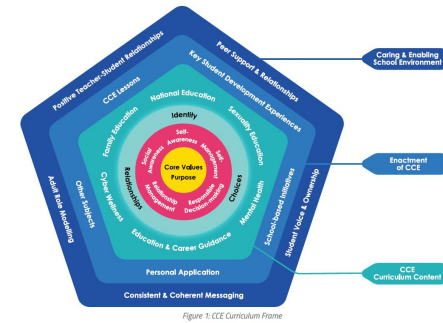 Positive Teacher-Student Relationships
Peer Support & Relationships
Caring & Enabling
School Environment
CCE Lessons
Key Student Development Experiences
National Education
Family Education
Sexuality Education
Identity
Self-
Awareness
Social
Awareness
Self-
Management
Core Values
Purpose
Relationship
Management
Responsible
Decision-making
Relationships
Choices
Enactment
of CCE
Adult Role Modelling
Other Subjects
Cyber Wellness
Mental Health
School-based Initiatives
Student Voice & Ownership
Education & Career Guidance
CCE
Curriculum Content
Personal Application
Consistent & Coherent Messaging
Figure 1: CCE Curriculum Frame